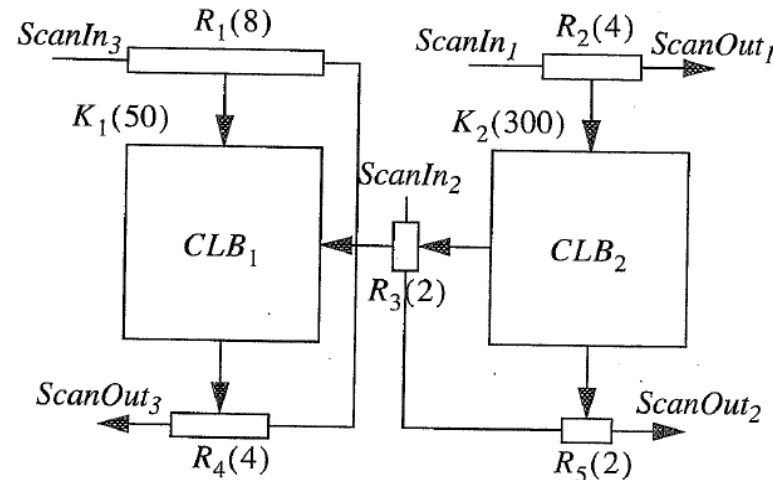 ScanIn₃
R₁(8)
ScanIn₁
R₂(4)
ScanOut₁
K₁(50)
K₂(300)
ScanIn₂
CLB₁
CLB₂
R₃(2)
ScanOut₃
R₄(4)
ScanOut₂
R₅(2)